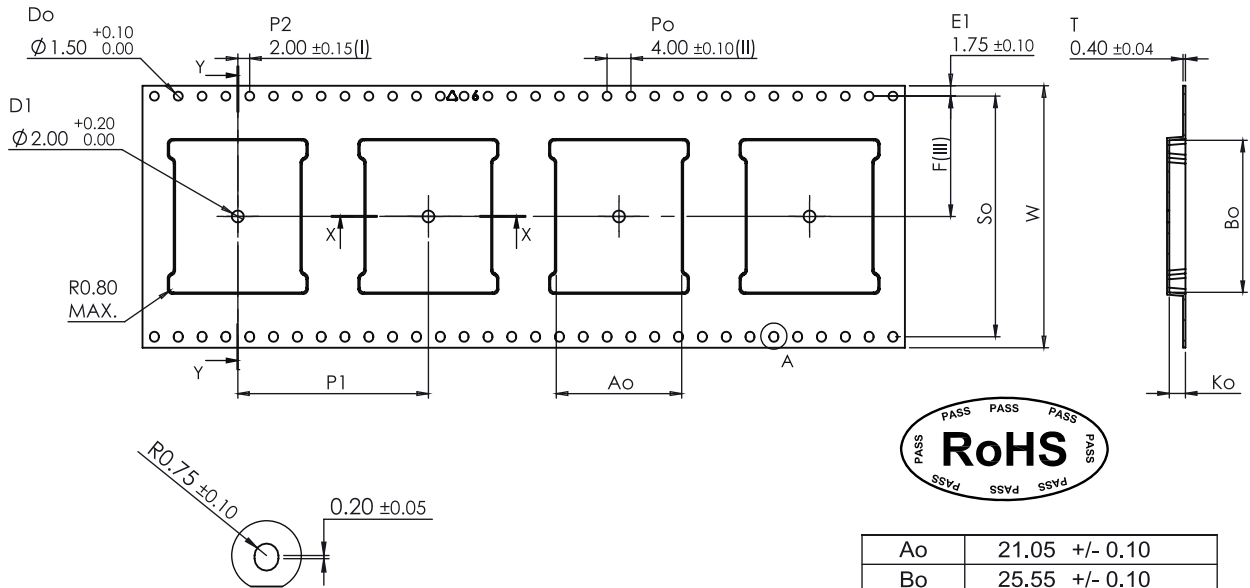 Do
Ø1.50 +0.10 0.00
P2
2.00 ±0.15(I)
Po
4.00 ±0.10(II)
E1
1.75 ±0.10
T
0.40 ±0.04
Y
D1
Ø2.00 +0.20 0.00
F(III)
So
W
Bo
X X
R0.80
MAX.
A
Y
P1
Ao
Ko
PASS PASS PASS
PASS RoHS PASS
PASS PASS PASS
R0.75 ±0.10
0.20 ±0.05
Ao 21.05 +/- 0.10
Bo 25.55 +/- 0.10